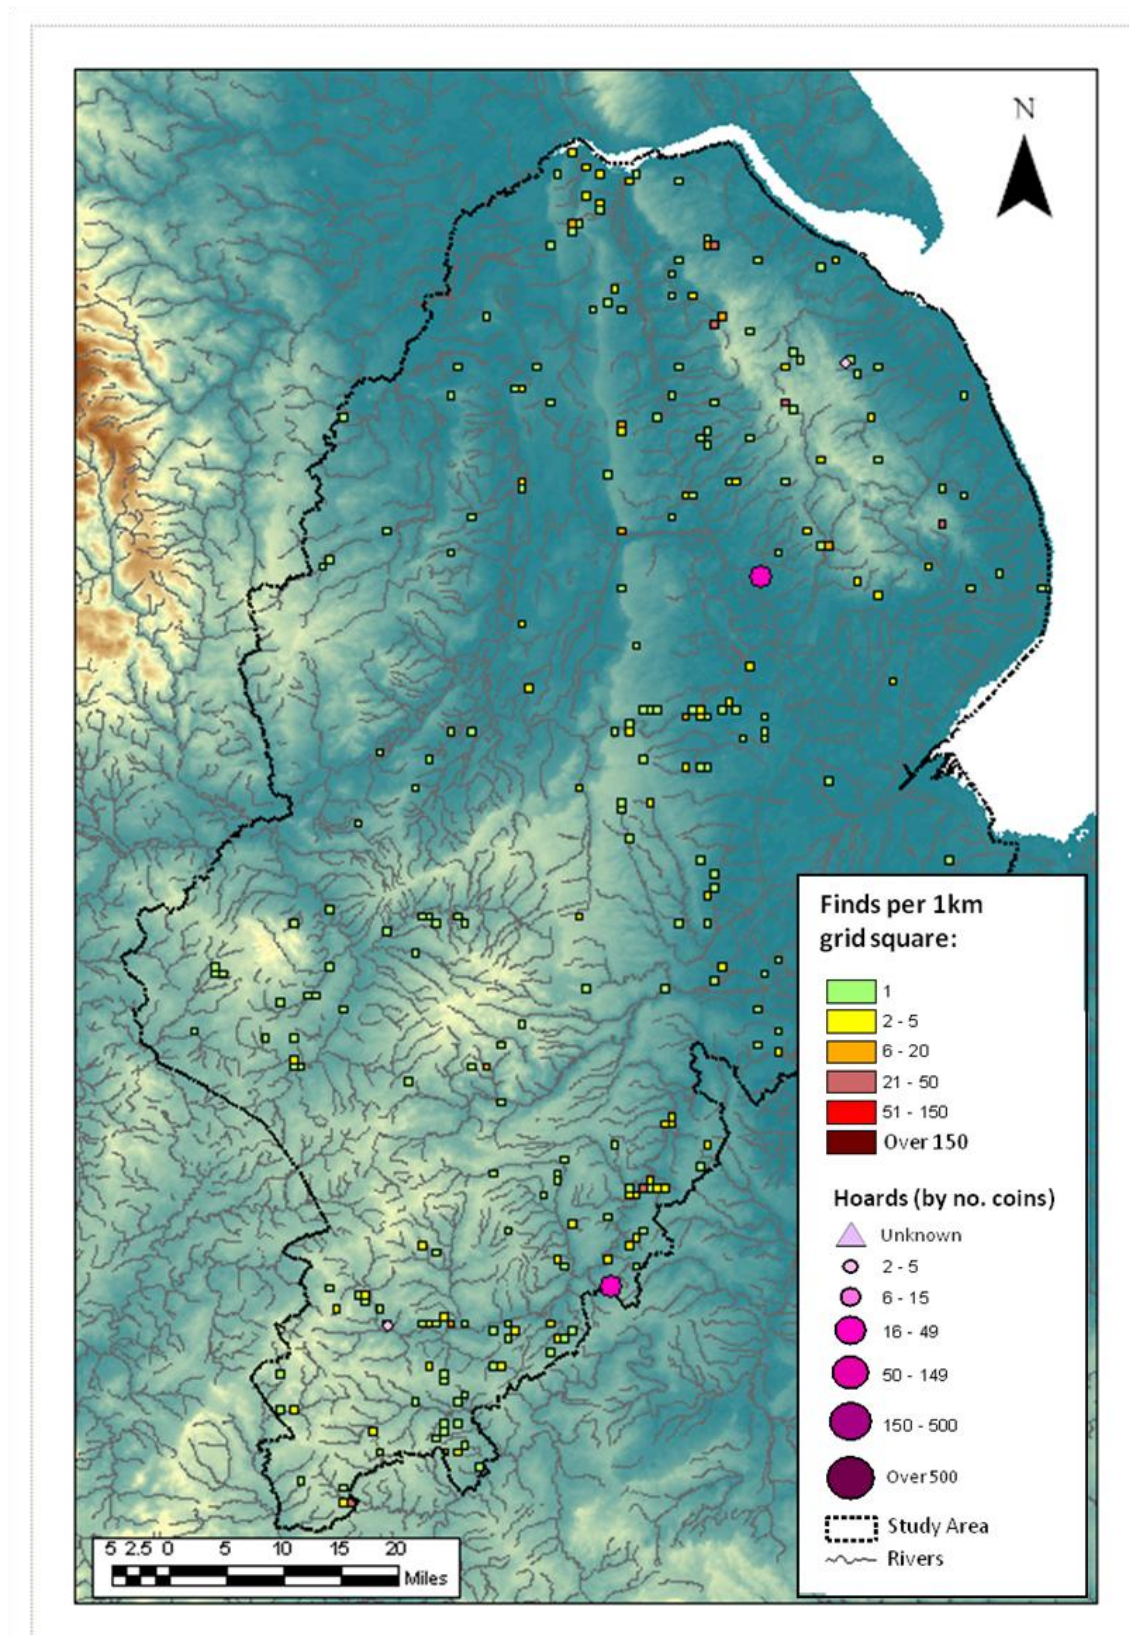 N
Finds per 1km
grid square:
1
2 - 5
6 - 20
21 - 50
51 - 150
Over 150
Hoards (by no. coins)
Unknown
2 - 5
6 - 15
16 - 49
50 - 149
150 - 500
Over 500
Study Area
Rivers
5 2.5 0 5 10 15 20
Miles